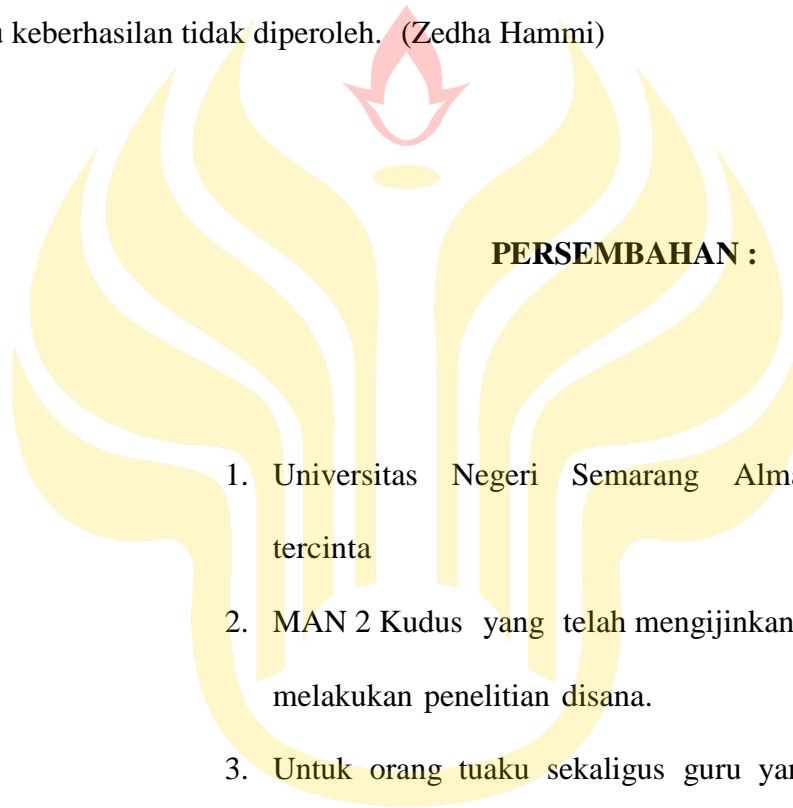 keberhasilan tidak diperoleh. (Zedha Hammi)
PERSEMBAHAN :
1. Universitas Negeri Semarang
tercinta
2. MAN 2 Kudus yang telah mengijinkan
melakukan penelitian disana.
3. Untuk orang tuaku sekaligus guru